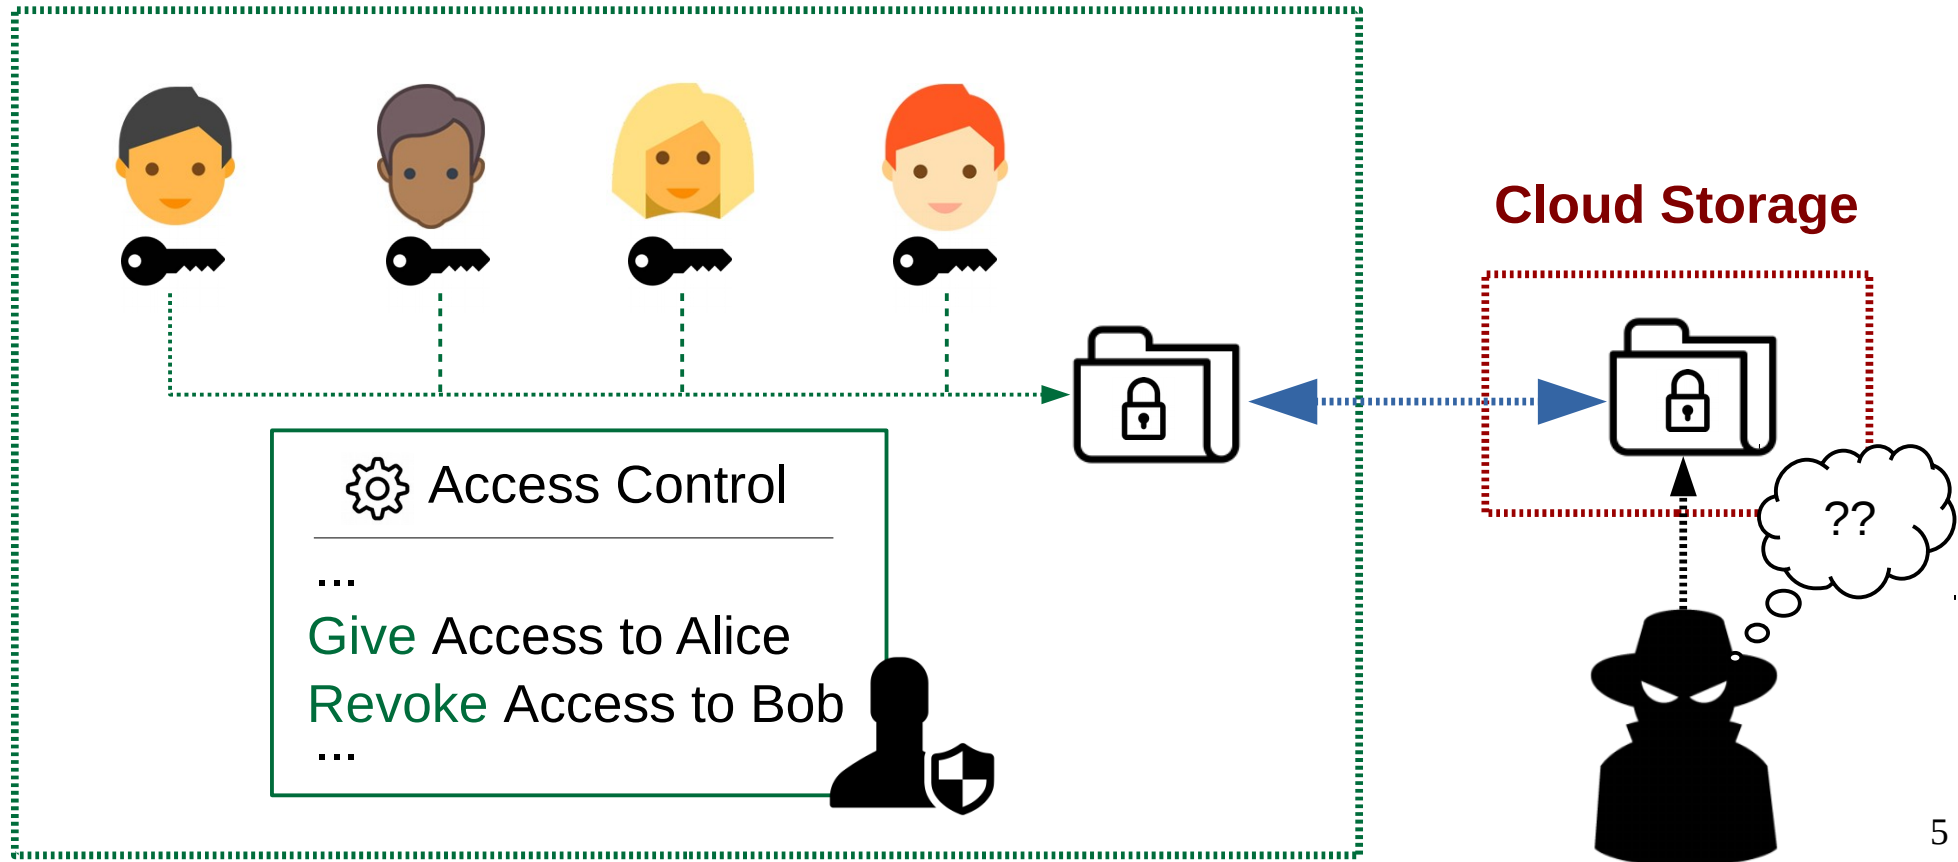 Cloud Storage
Access Control
...
Give Access to Alice
Revoke Access to Bob
...
??
5